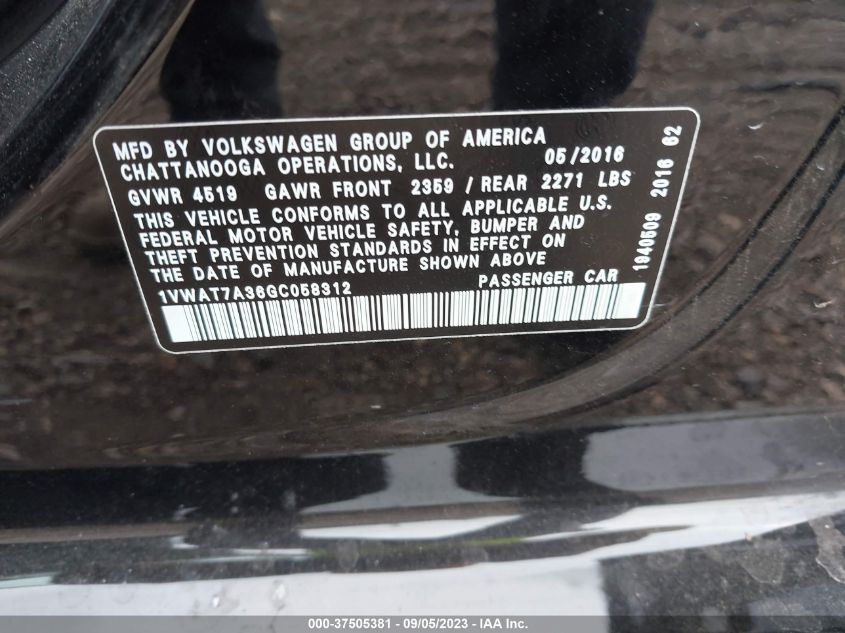 MFD BY VOLKSWAGEN GROUP OF AMERICA
CHATTANOOGA OPERATIONS, LLC. 05/2016
GVWR 4519 GAWR FRONT 2359 / REAR 2271 LBS
THIS VEHICLE CONFORMS TO ALL APPLICABLE U.S.
FEDERAL MOTOR VEHICLE SAFETY, BUMPER AND
THEFT PREVENTION STANDARDS IN EFFECT ON
THE DATE OF MANUFACTURE SHOWN ABOVE
1VWAT7A36GC058312 PASSENGER CAR
1940509 2016 62
000-37505381 - 09/05/2023 - IAA Inc.